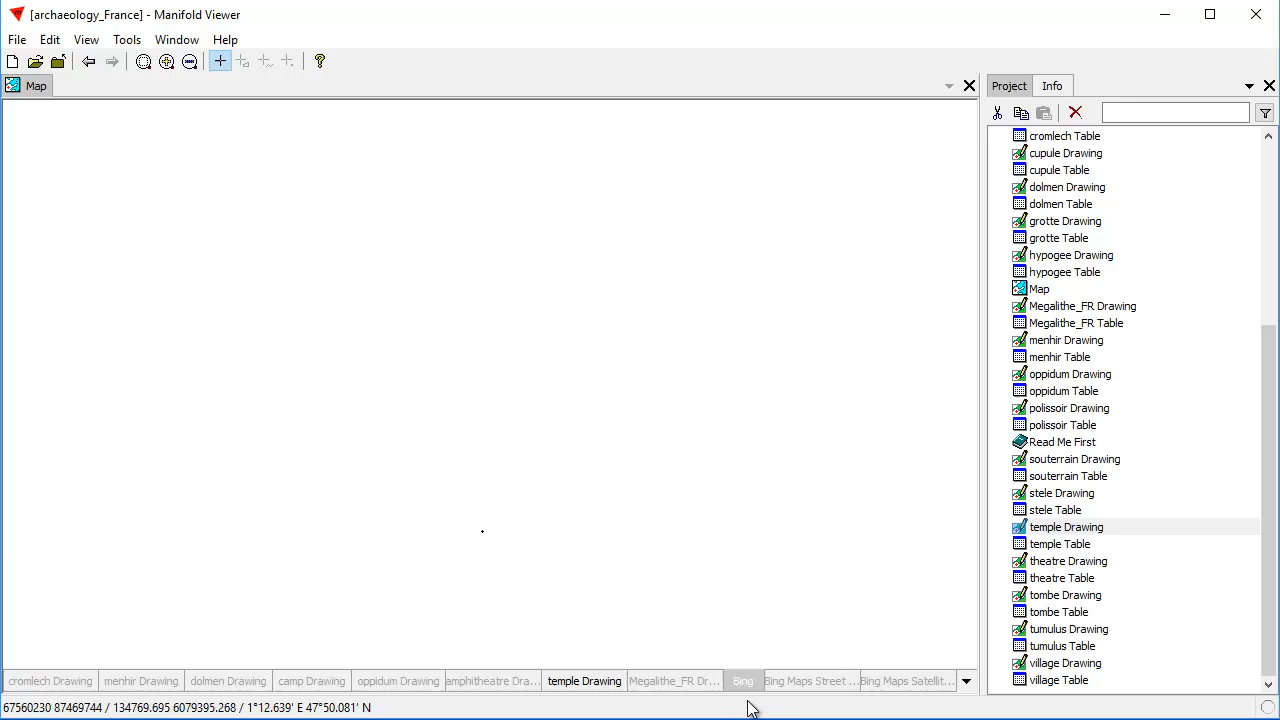 [archaeology_France] - Manifold Viewer
File Edit View Tools Window Help
Map
Project Info
cromlech Table
cupule Drawing
cupule Table
dolmen Drawing
dolmen Table
grotte Drawing
grotte Table
hypogee Drawing
hypogee Table
Map
Megalithe_FR Drawing
Megalithe_FR Table
menhir Drawing
menhir Table
oppidum Drawing
oppidum Table
polissoir Drawing
polissoir Table
Read Me First
souterrain Drawing
souterrain Table
stele Drawing
stele Table
temple Drawing
temple Table
theatre Drawing
theatre Table
tombe Drawing
tombe Table
tumulus Drawing
tumulus Table
village Drawing
village Table
cromlech Drawing menhir Drawing dolmen Drawing camp Drawing oppidum Drawing amphitheatre Dra... temple Drawing Megalithe_FR Dr... Bing Bing Maps Street ... Bing Maps Satellit...
67560230 87469744 / 134769.695 6079395.268 / 1°12.639' E 47°50.081' N